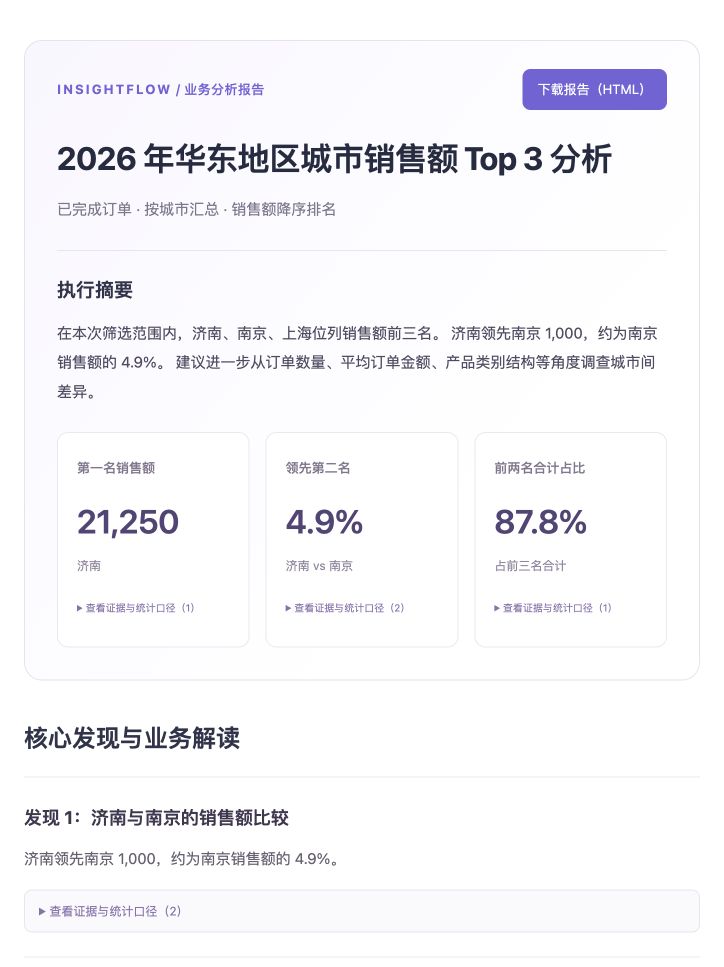 INSIGHTFLOW / 业务分析报告
下载报告（HTML）
2026 年华东地区城市销售额 Top 3 分析
已完成订单 · 按城市汇总 · 销售额降序排名
执行摘要
在本次筛选范围内，济南、南京、上海位列销售额前三名。 济南领先南京 1,000，约为南京
销售额的 4.9%。 建议进一步从订单数量、平均订单金额、产品类别结构等角度调查城市间
差异。
第一名销售额
21,250
济南
▶ 查看证据与统计口径（1）
领先第二名
4.9%
济南 vs 南京
▶ 查看证据与统计口径（2）
前两名合计占比
87.8%
占前三名合计
▶ 查看证据与统计口径（1）
核心发现与业务解读
发现 1：济南与南京的销售额比较
济南领先南京 1,000，约为南京销售额的 4.9%。
▶ 查看证据与统计口径（2）